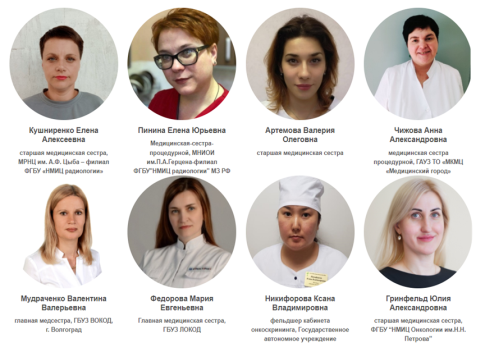 Кушниренко Елена
Алексеевна
старшая медицинская сестра,
МРНЦ им. А.Ф. Цыба – филиал
ФГБУ «НМИЦ радиологии»
Пинина Елена Юрьевна
Медицинская-сестра-
процедурной, МНИОИ
им.П.А.Герцена-филиал
ФГБУ"НМИЦ радиологии" МЗ РФ
Артемова Валерия
Олеговна
старшая медицинская сестра
Чижова Анна
Александровна
медицинская сестра
процедурной, ГАУЗ ТО «МКМЦ
«Медицинский город»
Мудраченко Валентина
Валерьевна
главная медсестра, ГБУЗ ВОКОД,
г. Волгоград
Федорова Мария
Евгеньевна
Главная медицинская сестра,
ГБУЗ ЛОКОД
Никифорова Ксана
Владимировна
фельдшер кабинета
онкоскрининга, Государственное
автономное учреждение
Гринфельд Юлия
Александровна
старшая медицинская сестра,
ФГБУ "НМИЦ Онкологии им.Н.Н.
Петрова"